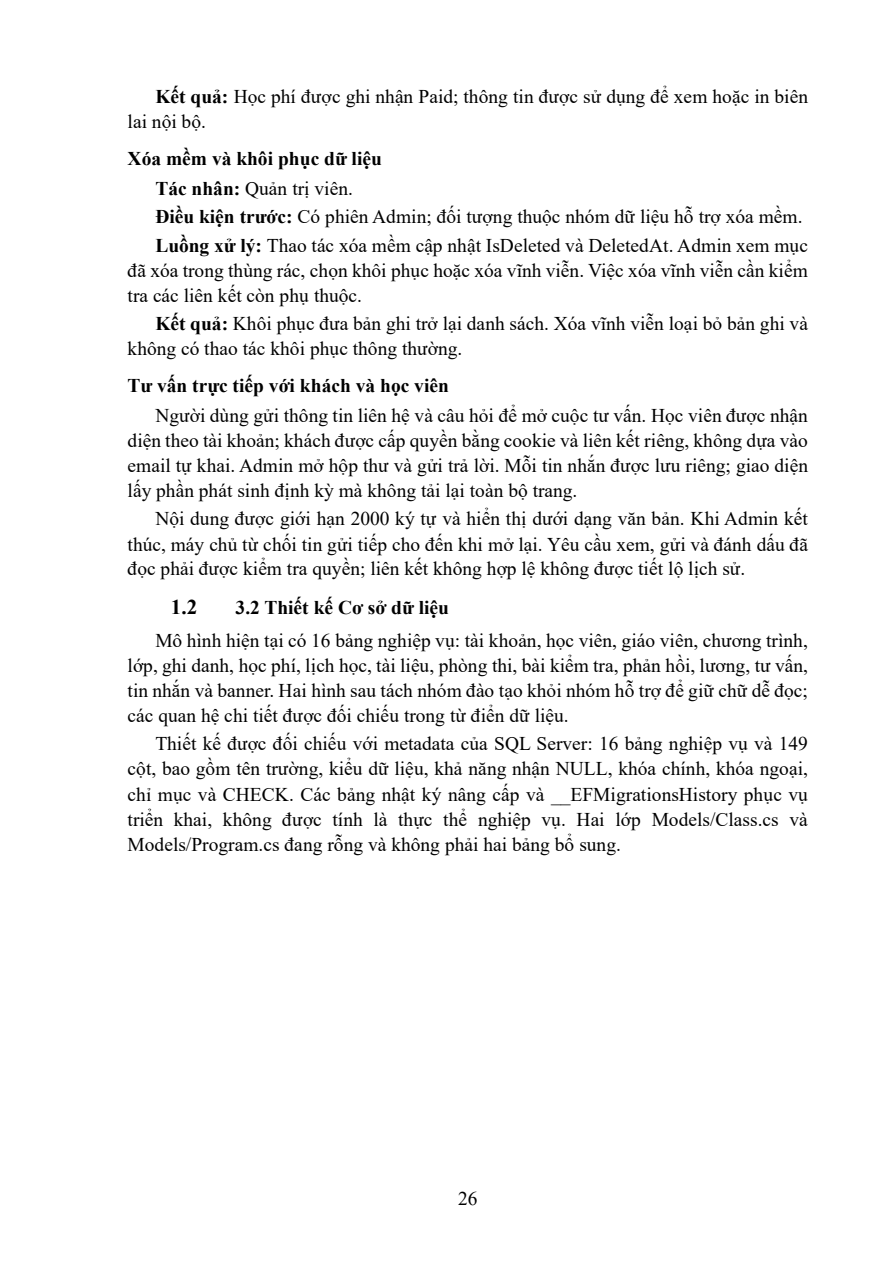 Kết quả: Học phí được ghi nhận Paid; thông tin được sử dụng để xem hoặc in biên
lai nội bộ.
Xóa mềm và khôi phục dữ liệu
Tác nhân: Quản trị viên.
Điều kiện trước: Có phiên Admin; đối tượng thuộc nhóm dữ liệu hỗ trợ xóa mềm.
Luồng xử lý: Thao tác xóa mềm cập nhật IsDeleted và DeletedAt. Admin xem mục
đã xóa trong thùng rác, chọn khôi phục hoặc xóa vĩnh viễn. Việc xóa vĩnh viễn cần kiểm
tra các liên kết còn phụ thuộc.
Kết quả: Khôi phục đưa bản ghi trở lại danh sách. Xóa vĩnh viễn loại bỏ bản ghi và
không có thao tác khôi phục thông thường.
Tư vấn trực tiếp với khách và học viên
Người dùng gửi thông tin liên hệ và câu hỏi để mở cuộc tư vấn. Học viên được nhận
diện theo tài khoản; khách được cấp quyền bằng cookie và liên kết riêng, không dựa vào
email tự khai. Admin mở hộp thư và gửi trả lời. Mỗi tin nhắn được lưu riêng; giao diện
lấy phần phát sinh định kỳ mà không tải lại toàn bộ trang.
Nội dung được giới hạn 2000 ký tự và hiển thị dưới dạng văn bản. Khi Admin kết
thúc, máy chủ từ chối tin gửi tiếp cho đến khi mở lại. Yêu cầu xem, gửi và đánh dấu đã
đọc phải được kiểm tra quyền; liên kết không hợp lệ không được tiết lộ lịch sử.
1.2 3.2 Thiết kế Cơ sở dữ liệu
Mô hình hiện tại có 16 bảng nghiệp vụ: tài khoản, học viên, giáo viên, chương trình,
lớp, ghi danh, học phí, lịch học, tài liệu, phòng thi, bài kiểm tra, phản hồi, lương, tư vấn,
tin nhắn và banner. Hai hình sau tách nhóm đào tạo khỏi nhóm hỗ trợ để giữ chữ dễ đọc;
các quan hệ chi tiết được đối chiếu trong từ điển dữ liệu.
Thiết kế được đối chiếu với metadata của SQL Server: 16 bảng nghiệp vụ và 149
cột, bao gồm tên trường, kiểu dữ liệu, khả năng nhận NULL, khóa chính, khóa ngoại,
chỉ mục và CHECK. Các bảng nhật ký nâng cấp và __EFMigrationsHistory phục vụ
triển khai, không được tính là thực thể nghiệp vụ. Hai lớp Models/Class.cs và
Models/Program.cs đang rỗng và không phải hai bảng bổ sung.
26